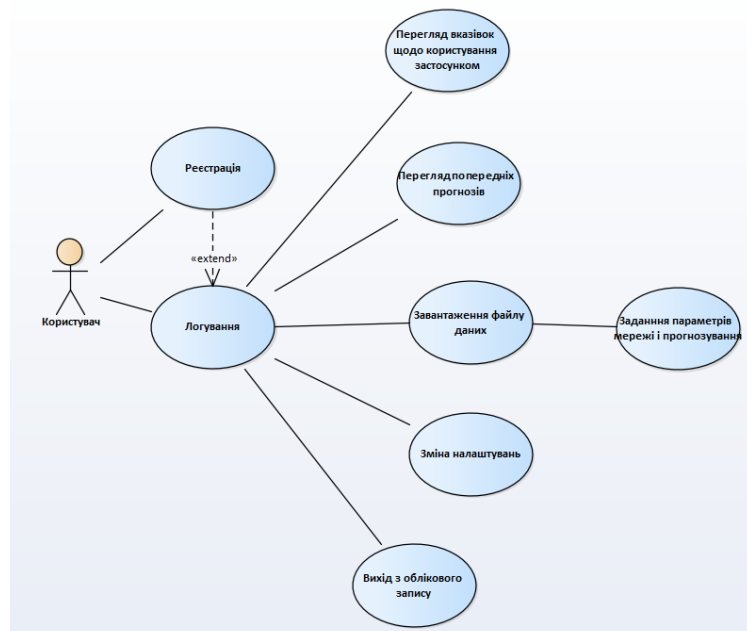 Перегляд вказівок
щодо користування
застосунком
Реєстрація
Перегляд попередніх
прогнозів
«extend»
Користувач
Логування
Завантаження файлу
даних
Заданння параметрів
мережі і прогнозування
Зміна налаштувань
Вихід з облікового
запису